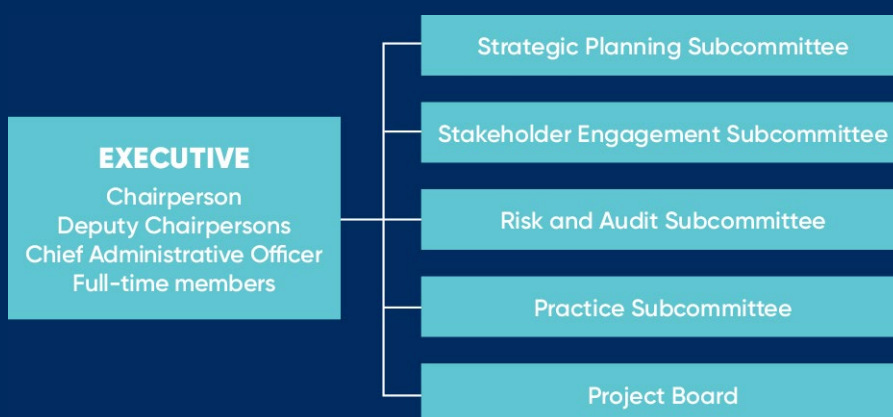 EXECUTIVE
Chairperson
Deputy Chairpersons
Chief Administrative Officer
Full-time members
Strategic Planning Subcommittee
Stakeholder Engagement Subcommittee
Risk and Audit Subcommittee
Practice Subcommittee
Project Board